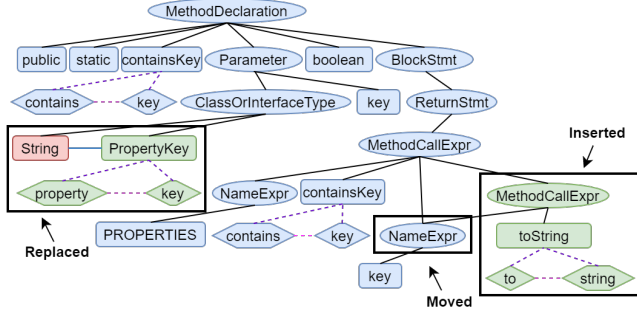 MethodDeclaration
public static containsKey Parameter boolean BlockStmt
contains key ClassOrInterfaceType key ReturnStmt
String PropertyKey MethodCallExpr Inserted
property key NameExpr containsKey MethodCallExpr
Replaced PROPERTIES contains key NameExpr toString
key Moved to string